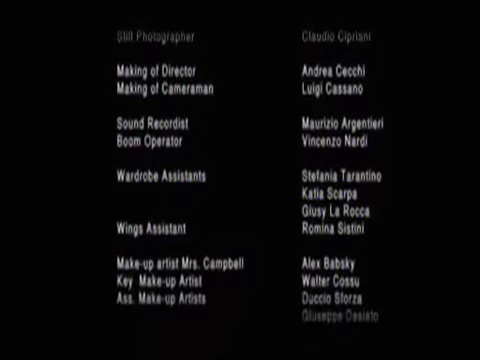 Still Photographer Claudio Cipriani
Making of Director Andrea Cecchi
Making of Cameraman Luigi Cassano
Sound Recordist Maurizio Argentieri
Boom Operator Vincenzo Nardi
Wardrobe Assistants Stefania Tarantino
Katia Scarpa
Giusy La Rocca
Wings Assistant Romina Sistini
Make-up artist Mrs. Campbell Alex Babsky
Key Make-up Artist Walter Cossu
Ass. Make-up Artists Duccio Sforza
Giuseppe Desiato